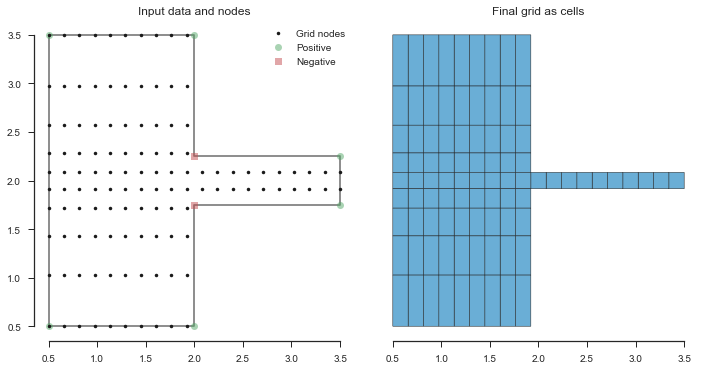 Input data and nodes
Final grid as cells
Grid nodes
Positive
Negative
3.5
3.0
2.5
2.0
1.5
1.0
0.5
0.5 1.0 1.5 2.0 2.5 3.0 3.5
0.5 1.0 1.5 2.0 2.5 3.0 3.5